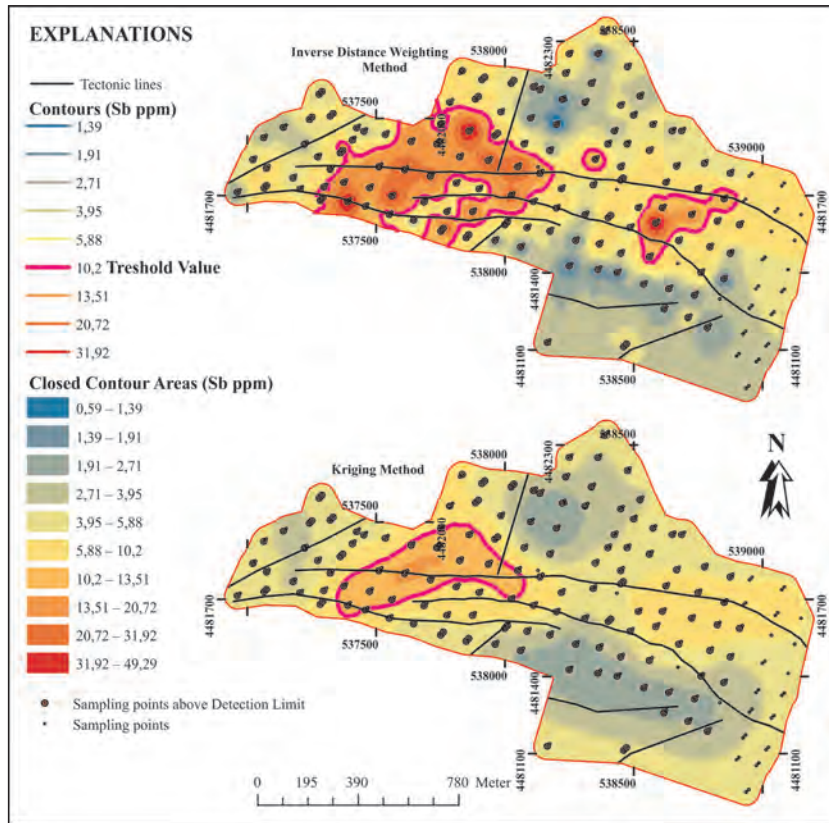 EXPLANATIONS
Tectonic lines
Contours (Sb ppm)
1,39
1,91
2,71
3,95
5,88
10,2 Treshold Value
13,51
20,72
31,92
Closed Contour Areas (Sb ppm)
0,59 – 1,39
1,39 – 1,91
1,91 – 2,71
2,71 – 3,95
3,95 – 5,88
5,88 – 10,2
10,2 – 13,51
13,51 – 20,72
20,72 – 31,92
31,92 – 49,29
Sampling points above Detection Limit
Sampling points
0 195 390 780 Meter
Inverse Distance Weighting
Method
538000
4482300
538500
537500
4482000
539000
4481700
4481700
537500
538000
4481400
4481100
538500
Kriging Method
538000
4482300
538500
N
537500
4482000
539000
4481700
4481700
537500
538000
4481400
4481100
538500